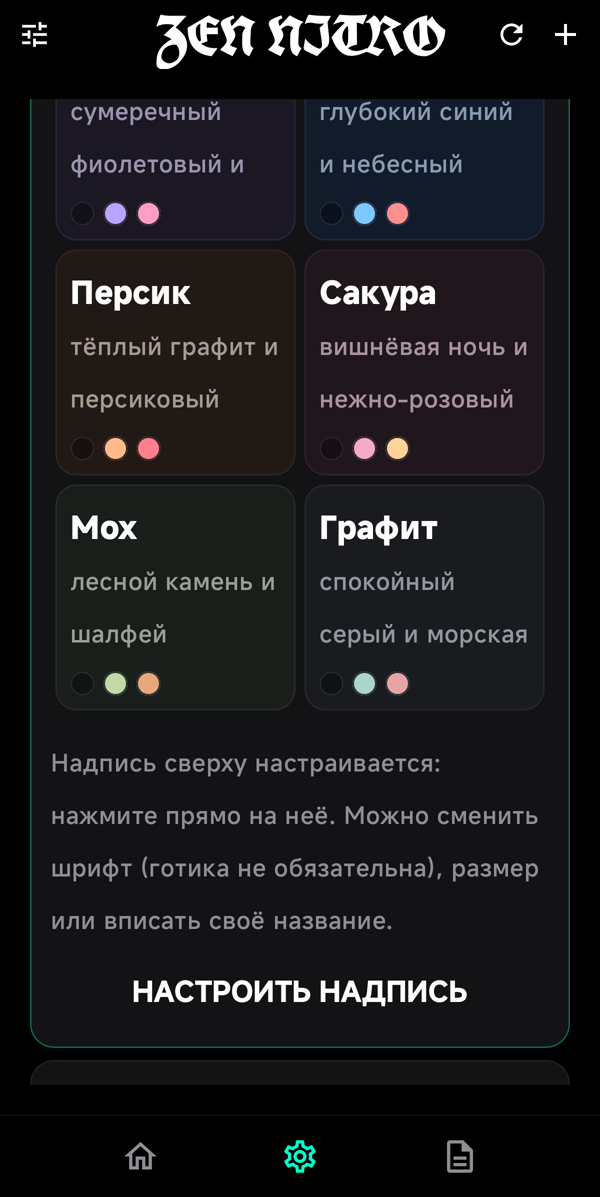 ZEN NITRO
сумеречный
фиолетовый и
глубокий синий
и небесный
Персик
тёплый графит и
персиковый
Сакура
вишнёвая ночь и
нежно-розовый
Мох
лесной камень и
шалфей
Графит
спокойный
серый и морская
Надпись сверху настраивается:
нажмите прямо на неё. Можно сменить
шрифт (готика не обязательна), размер
или вписать своё название.
НАСТРОИТЬ НАДПИСЬ